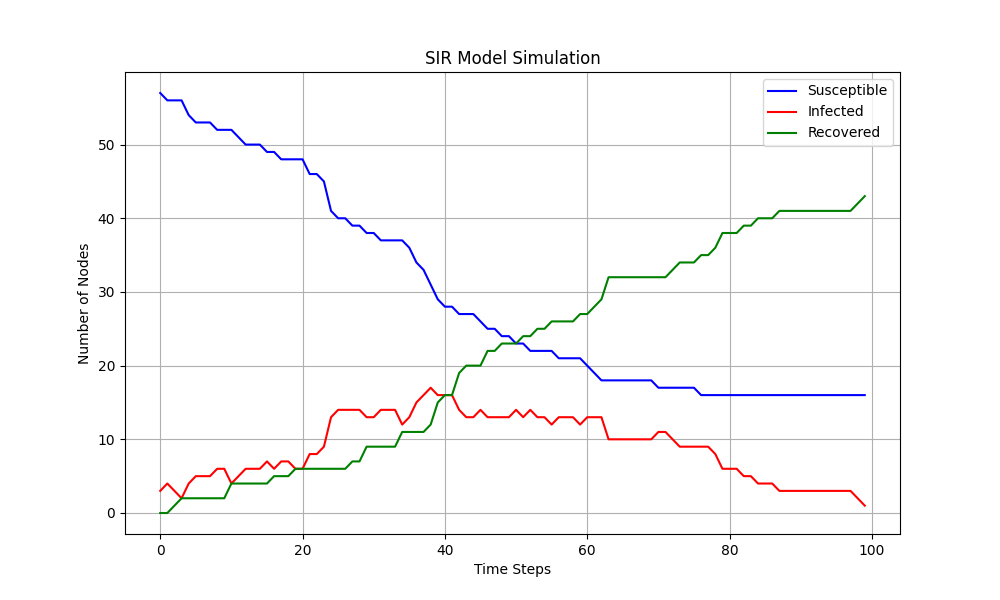 SIR Model Simulation
Susceptible
Infected
Recovered
Number of Nodes
50
40
30
20
10
0
0 20 40 60 80 100
Time Steps